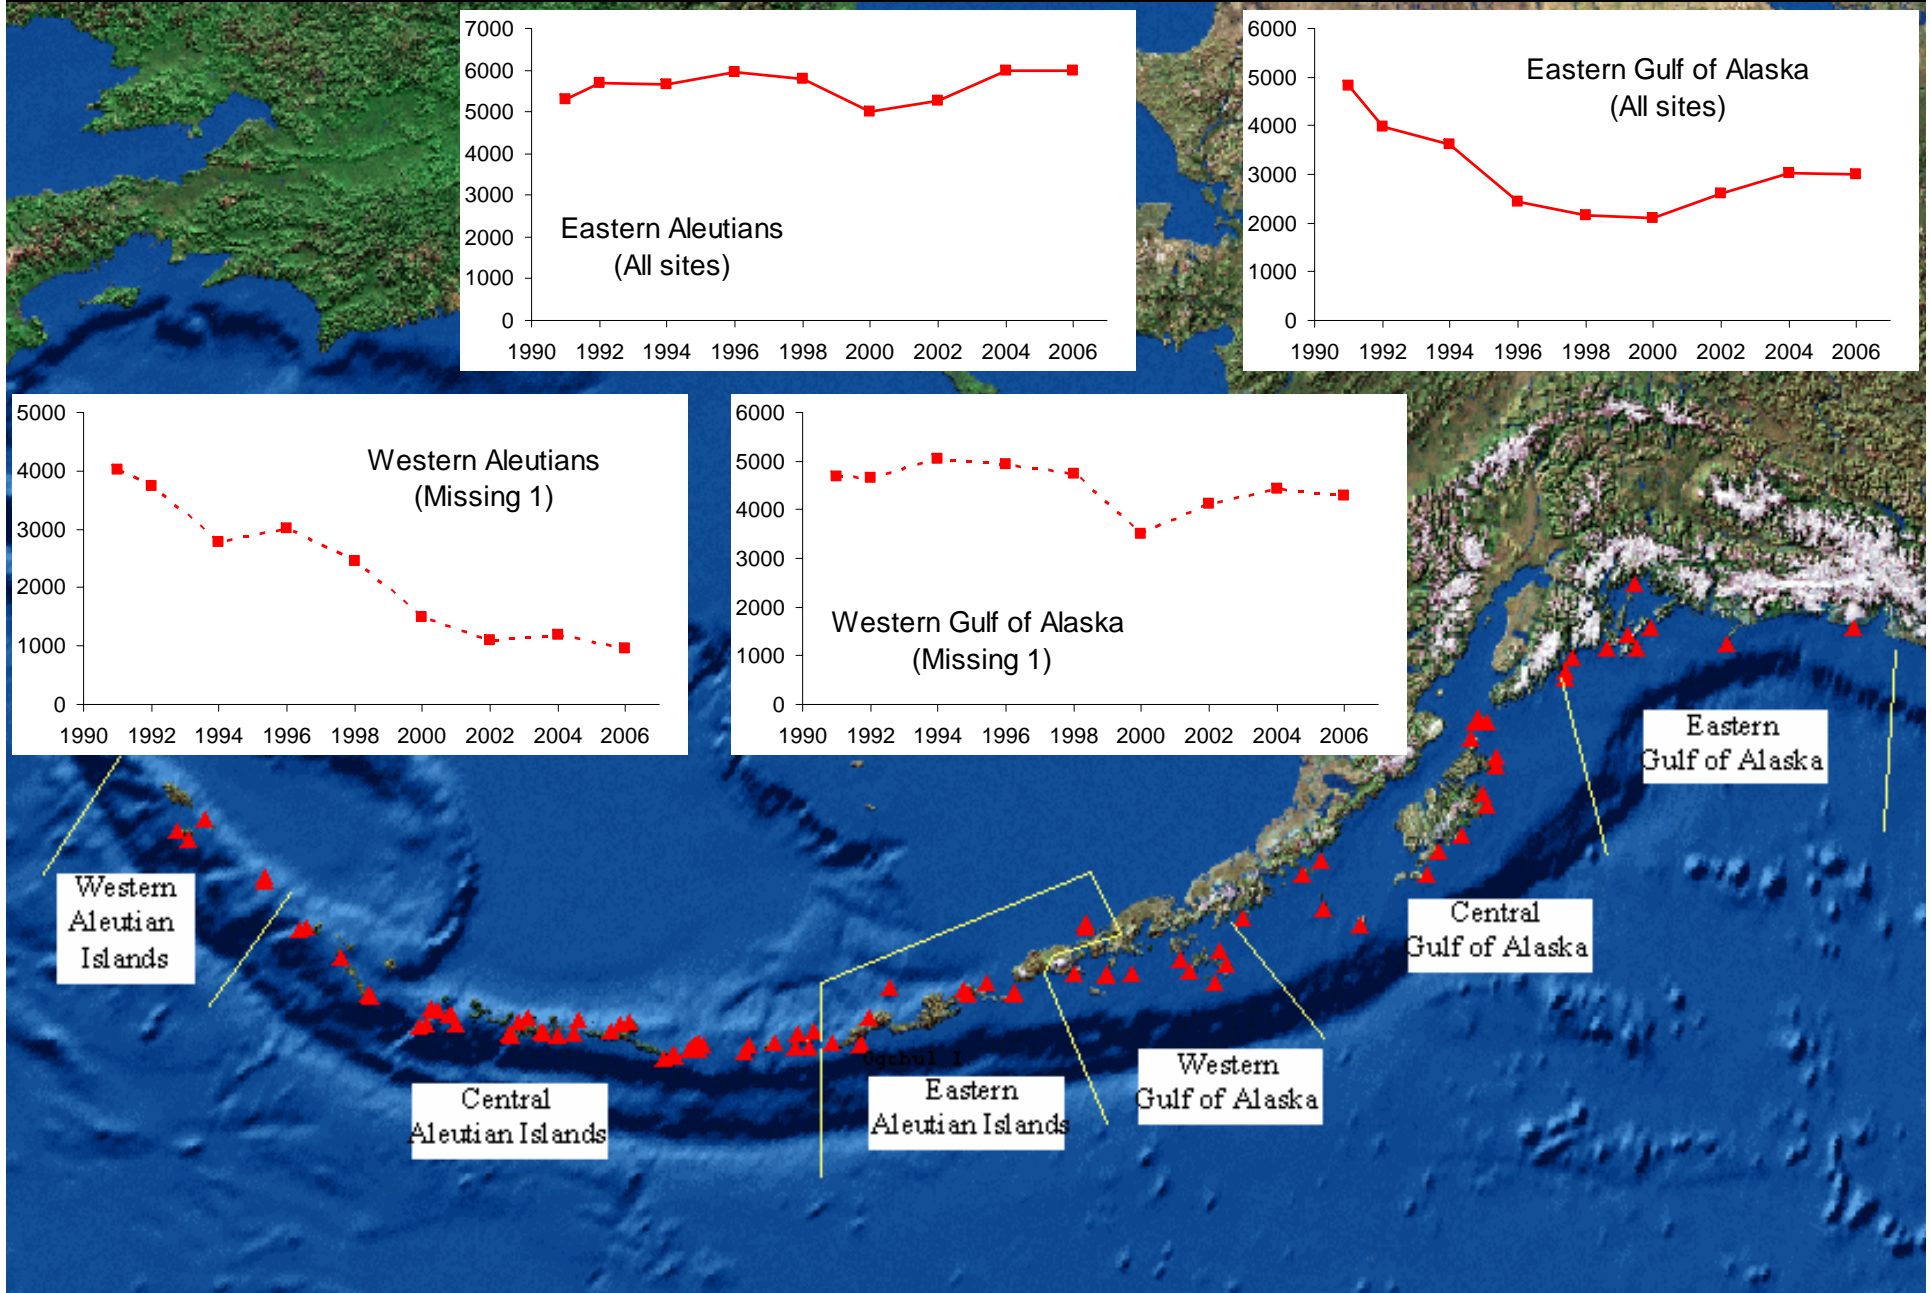 7000
6000
5000
4000
3000
2000
1000
0
Eastern Aleutians
(All sites)
1990 1992 1994 1996 1998 2000 2002 2004 2006
6000
5000
4000
3000
2000
1000
0
Eastern Gulf of Alaska
(All sites)
1990 1992 1994 1996 1998 2000 2002 2004 2006
5000
4000
3000
2000
1000
0
Western Aleutians
(Missing 1)
1990 1992 1994 1996 1998 2000 2002 2004 2006
6000
5000
4000
3000
2000
1000
0
Western Gulf of Alaska
(Missing 1)
1990 1992 1994 1996 1998 2000 2002 2004 2006
Eastern
Gulf of Alaska
Western
Aleutian
Islands
Central
Gulf of Alaska
Ogchul I.
Central
Aleutian Islands
Eastern
Aleutian Islands
Western
Gulf of Alaska